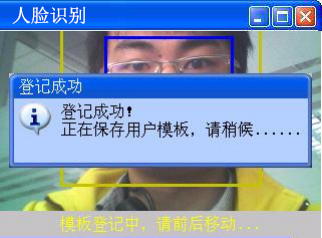 人脸识别
登记成功
登记成功!
正在保存用户模板，请稍候......
模板登记中，请前后移动...